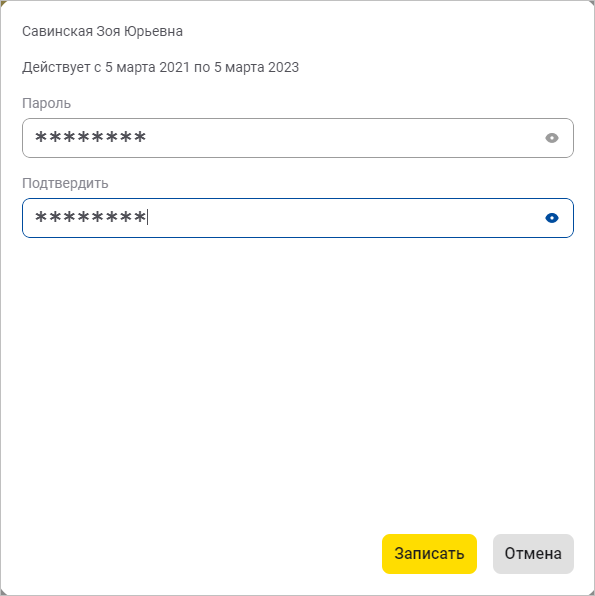 Савинская Зоя Юрьевна
Действует с 5 марта 2021 по 5 марта 2023
Пароль
********
Подтвердить
********
Записать Отмена